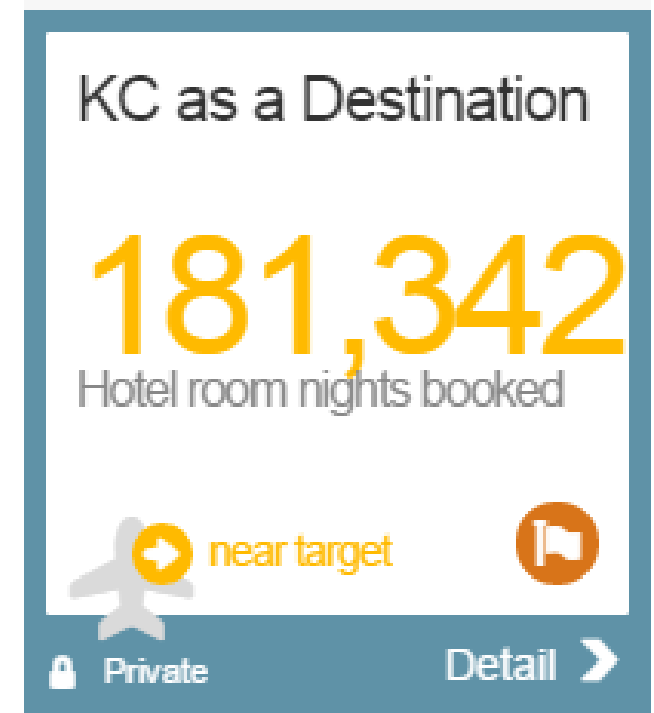 KC as a Destination
181,342
Hotel room nights booked
near target
Private
Detail